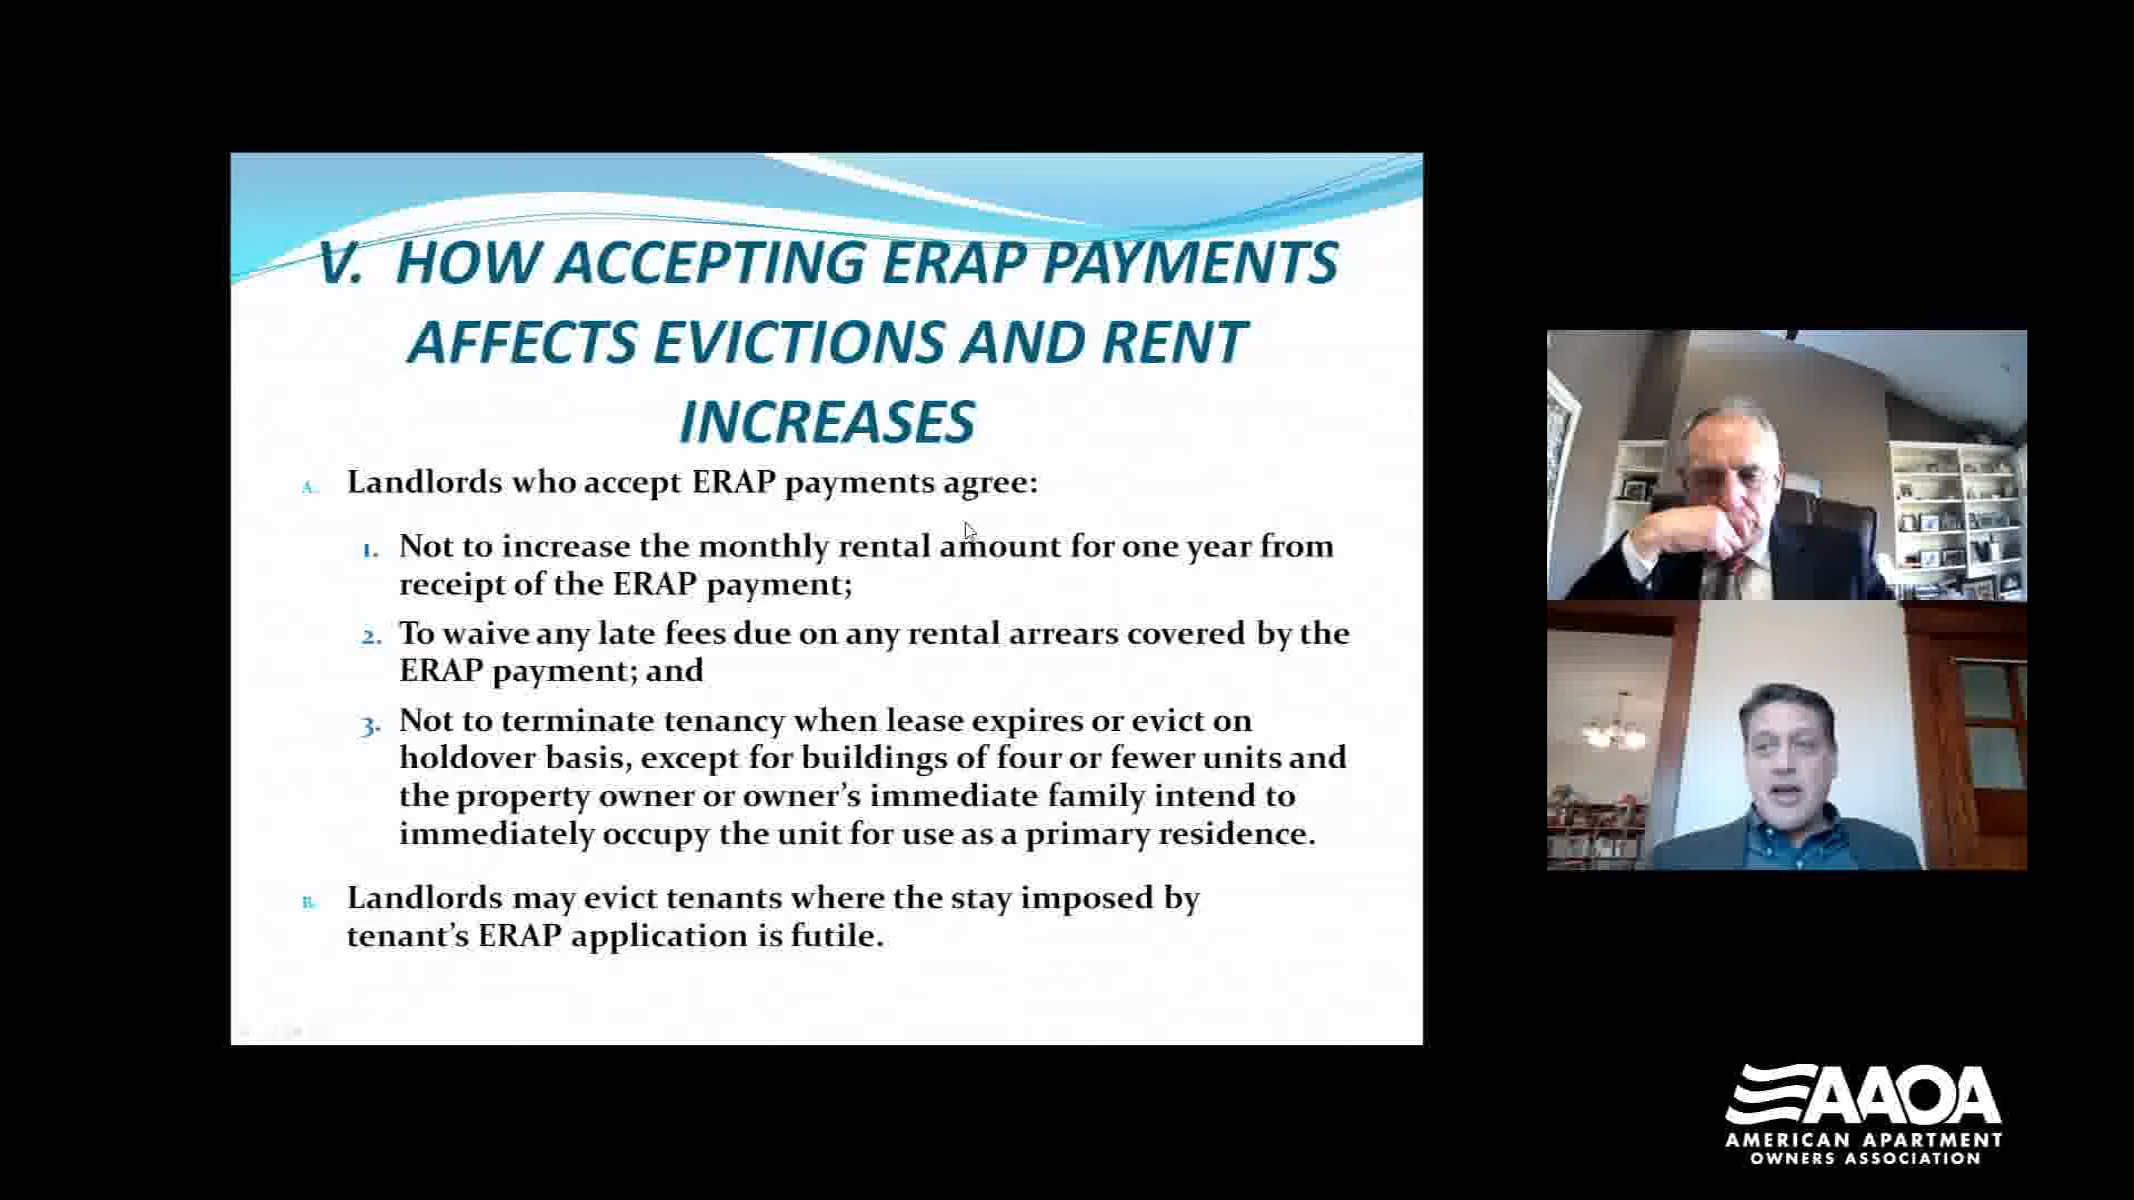 V. HOW ACCEPTING ERAP PAYMENTS
AFFECTS EVICTIONS AND RENT
INCREASES
A. Landlords who accept ERAP payments agree:
1. Not to increase the monthly rental amount for one year from
receipt of the ERAP payment;
2. To waive any late fees due on any rental arrears covered by the
ERAP payment; and
3. Not to terminate tenancy when lease expires or evict on
holdover basis, except for buildings of four or fewer units and
the property owner or owner's immediate family intend to
immediately occupy the unit for use as a primary residence.
B. Landlords may evict tenants where the stay imposed by
tenant's ERAP application is futile.
AAOA
AMERICAN APARTMENT
OWNERS ASSOCIATION